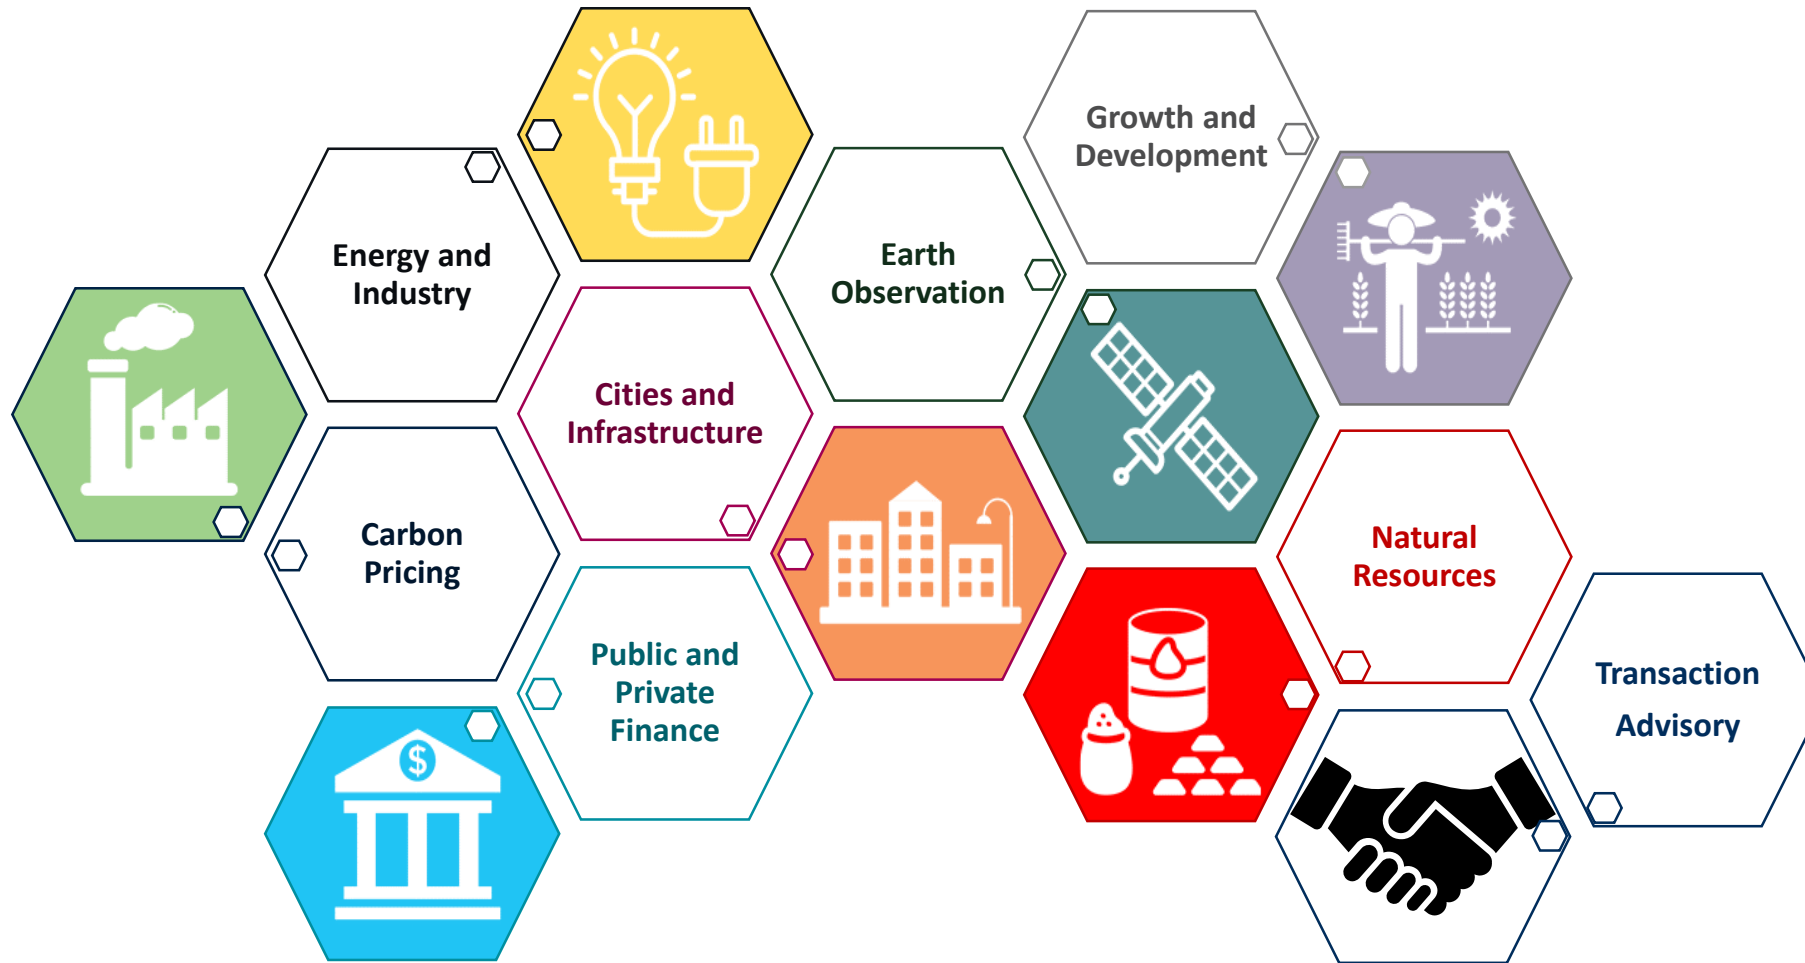 Growth and
Development
Energy and
Industry
Earth
Observation
Cities and
Infrastructure
Carbon
Pricing
Natural
Resources
Public and
Private
Finance
Transaction
Advisory
$